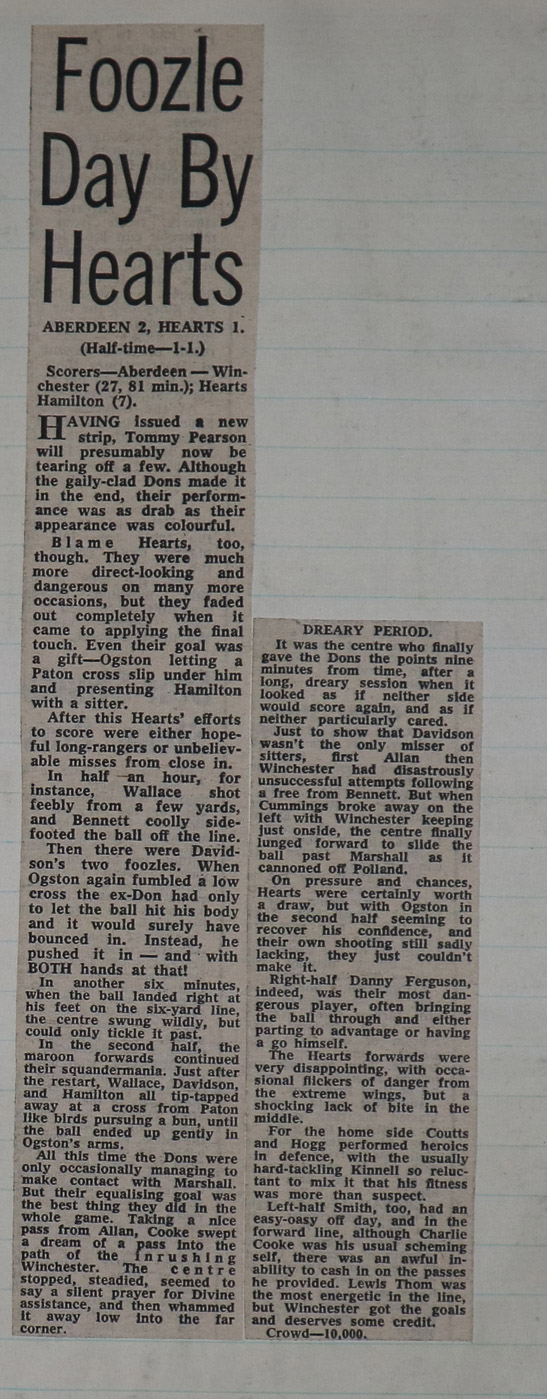 Foozle
Day By
Hearts
ABERDEEN 2, HEARTS 1.
(Half-time—1-1.)
Scorers—Aberdeen — Win-
chester (27, 81 min.); Hearts
Hamilton (7).
HAVING issued a new
strip, Tommy Pearson
will presumably now be
tearing off a few. Although
the gaily-clad Dons made it
in the end, their perform-
ance was as drab as their
appearance was colourful.
Blame Hearts, too,
though. They were much
more direct-looking and
dangerous on many more
occasions, but they faded
out completely when it
came to applying the final
touch. Even their goal was
a gift—Ogston letting a
Paton cross slip under him
and presenting Hamilton
with a sitter.
After this Hearts' efforts
to score were either hope-
ful long-rangers or unbeliev-
able misses from close in.
In half an hour, for
instance, Wallace shot
feebly from a few yards,
and Bennett coolly side-
footed the ball off the line.
Then there were David-
son's two foozles. When
Ogston again fumbled a low
cross the ex-Don had only
to let the ball hit his body
and it would surely have
bounced in. Instead, he
pushed it in — and with
BOTH hands at that!
In another six minutes,
when the ball landed right at
his feet on the six-yard line,
the centre swung wildly, but
could only tickle it past.
In the second half, the
maroon forwards continued
their squandermania. Just after
the restart, Wallace, Davidson,
and Hamilton all tip-tapped
away at a cross from Paton
like birds pursuing a bun, until
the ball ended up gently in
Ogston's arms.
All this time the Dons were
only occasionally managing to
make contact with Marshall.
But their equalising goal was
the best thing they did in the
whole game. Taking a nice
pass from Allan, Cooke swept
a dream of a pass into the
path of the inrushing
Winchester. The centre
stopped, steadied, seemed to
say a silent prayer for Divine
assistance, and then whammed
it away low into the far
corner.
DREARY PERIOD.
It was the centre who finally
gave the Dons the points nine
minutes from time, after a
long, dreary session when it
looked as if neither side
would score again, and as if
neither particularly cared.
Just to show that Davidson
wasn't the only misser of
sitters, first Allan then
Winchester had disastrously
unsuccessful attempts following
a free from Bennett. But when
Cummings broke away on the
left with Winchester keeping
just onside, the centre finally
lunged forward to slide the
ball past Marshall as it
cannoned off Polland.
On pressure and chances,
Hearts were certainly worth
a draw, but with Ogston in
the second half seeming to
recover his confidence, and
their own shooting still sadly
lacking, they just couldn't
make it.
Right-half Danny Ferguson,
indeed, was their most dan-
gerous player, often bringing
the ball through and either
parting to advantage or having
a go himself.
The Hearts forwards were
very disappointing, with occa-
sional flickers of danger from
the extreme wings, but a
shocking lack of bite in the
middle.
For the home side Coutts
and Hogg performed heroics
in defence, with the usually
hard-tackling Kinnell so reluc-
tant to mix it that his fitness
was more than suspect.
Left-half Smith, too, had an
easy-oasy off day, and in the
forward line, although Charlie
Cooke was his usual scheming
self, there was an awful in-
ability to cash in on the passes
he provided. Lewis Thom was
the most energetic in the line,
but Winchester got the goals
and deserves some credit.
Crowd—10,000.